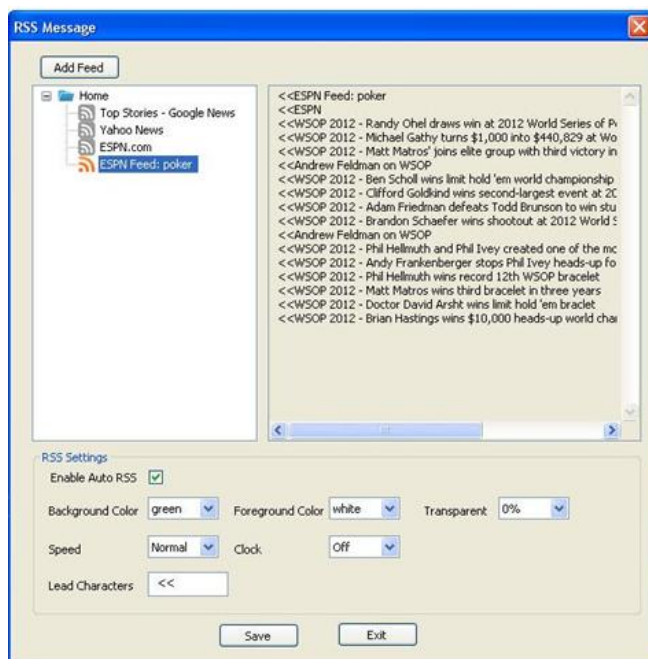 RSS Message
Add Feed
Home
Top Stories - Google News
Yahoo News
ESPN.com
ESPN Feed: poker
<<ESPN Feed: poker
<<ESPN
<<WSOP 2012 - Randy Ohel draws win at 2012 World Series of
<<WSOP 2012 - Michael Gathy turns $1,000 into $440,829 at
<<WSOP 2012 - Matt Matros' joins elite group with third victory in
<<Andrew Feldman on WSOP
<<WSOP 2012 - Ben Scholl wins limit hold 'em world championship
<<WSOP 2012 - Clifford Goldkind wins second-largest event at
<<WSOP 2012 - Adam Friedman defeats Todd Brunson to win
<<WSOP 2012 - Brandon Schaefer wins shootout at 2012 World
<<Andrew Feldman on WSOP
<<WSOP 2012 - Phil Hellmuth and Phil Ivey created one of the
<<WSOP 2012 - Andy Frankenberger stops Phil Ivey heads-up
<<WSOP 2012 - Phil Hellmuth wins record 12th WSOP bracelet
<<WSOP 2012 - Matt Matros wins third bracelet in three years
<<WSOP 2012 - Doctor David Arsht wins limit hold 'em braclet
<<WSOP 2012 - Brian Hastings wins $10,000 heads-up world
RSS Settings
Enable Auto RSS
Background Color green Foreground Color white Transparent 0%
Speed Normal Clock Off
Lead Characters <<
Save Exit